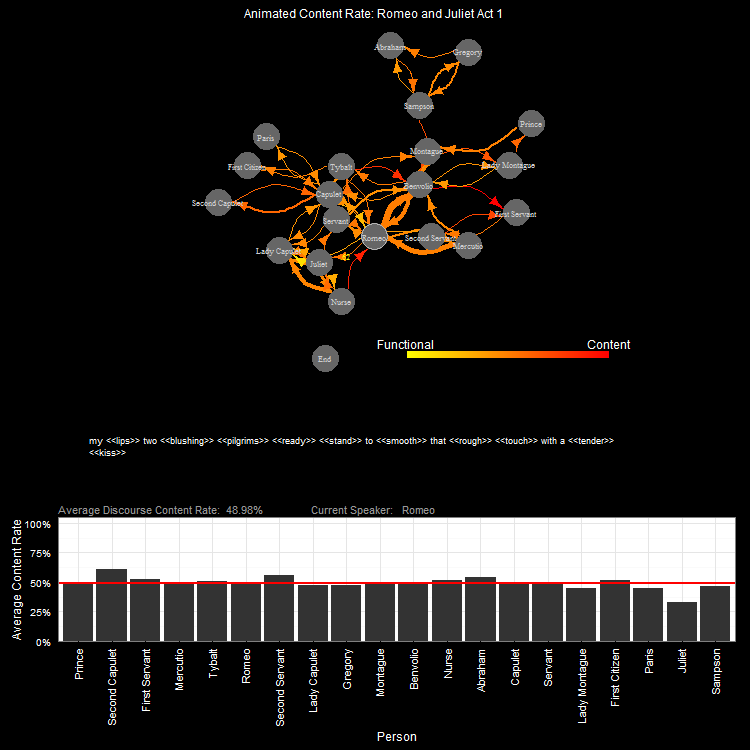 Animated Content Rate: Romeo and Juliet Act 1
Abraham
Gregory
Sampson
Prince
Paris
Montague
First Citizen
Tybalt
Lady Montague
Capulet
Benvolio
Second Capulet
Servant
First Servant
Romeo
Second Servant
Mercutio
Lady Capulet
Juliet
Nurse
Functional Content
End
my <<lips>> two <<blushing>> <<pilgrims>> <<ready>> <<stand>> to <<smooth>> that <<rough>> <<touch>> with a <<tender>>
<<kiss>>
Average Discourse Content Rate: 48.98% Current Speaker: Romeo
Average Content Rate
100%
75%
50%
25%
0%
Prince
Second Capulet
First Servant
Mercutio
Tybalt
Romeo
Second Servant
Lady Capulet
Gregory
Montague
Benvolio
Nurse
Abraham
Capulet
Servant
Lady Montague
First Citizen
Paris
Juliet
Sampson
Person